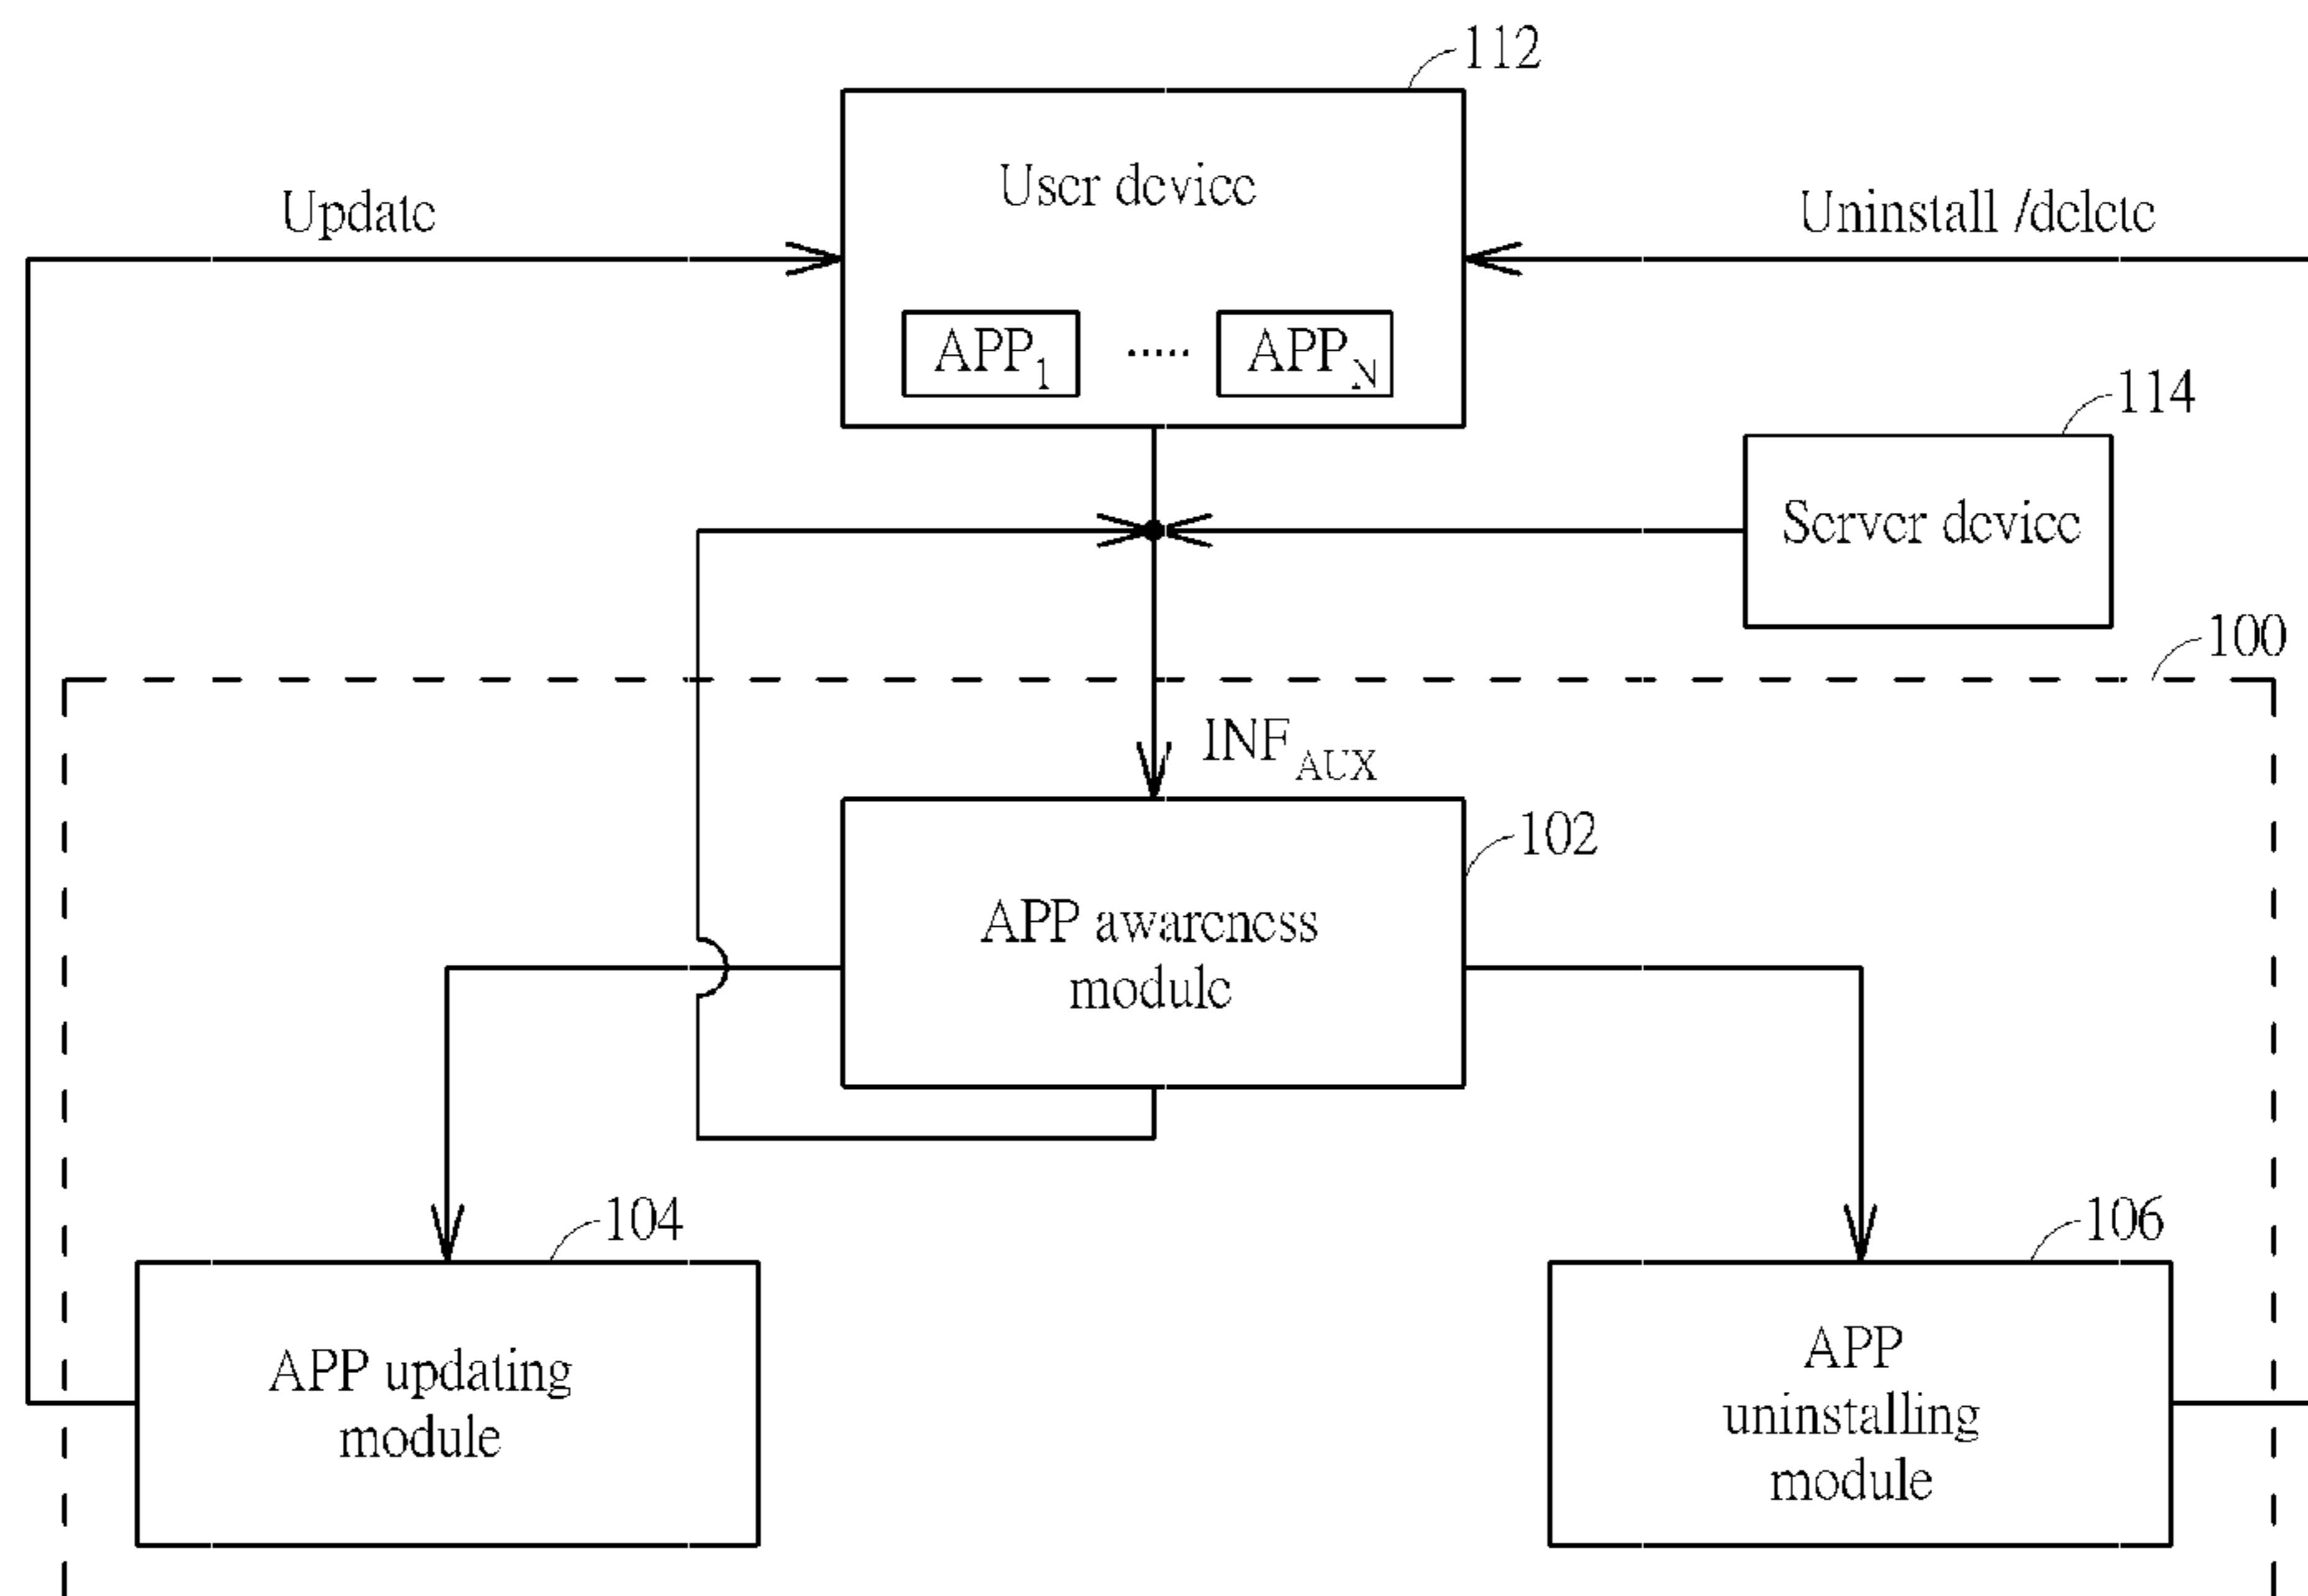 112
User device
Update
Uninstall /delete
APP1 ..... APPN
114
Server device
100
INFAUX
102
APP awareness
module
104
106
APP updating
module
APP
uninstalling
module